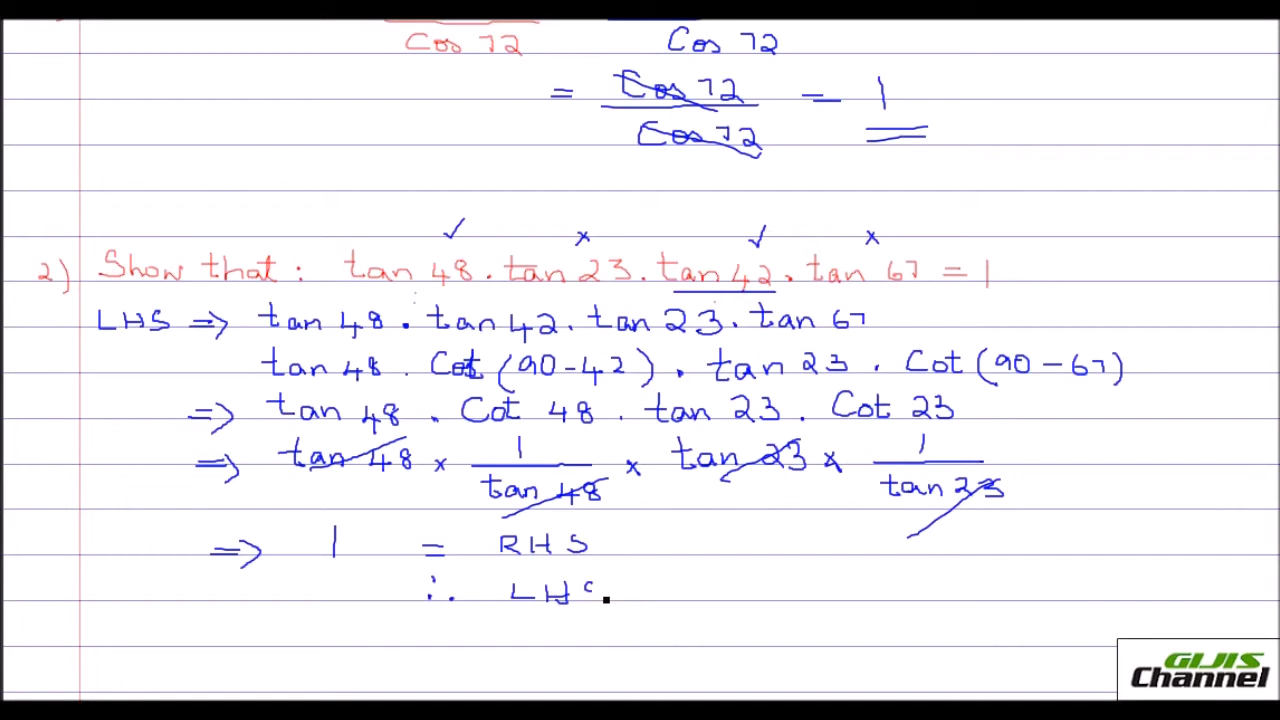 Cos 72 Cos 72
= Cos 72 / Cos 72 = 1
✓ × ✓ ×
2) Show that : tan 48 . tan 23 . tan 42 . tan 67 = 1
LHS ⇒ tan 48 . tan 42 . tan 23 . tan 67
tan 48 . Cot (90 - 42) . tan 23 . Cot (90 - 67)
⇒ tan 48 . Cot 48 . tan 23 . Cot 23
⇒ tan 48 × 1 / tan 48 × tan 23 × 1 / tan 23
⇒ 1 = RHS
∴ LHS
GIJIS
Channel